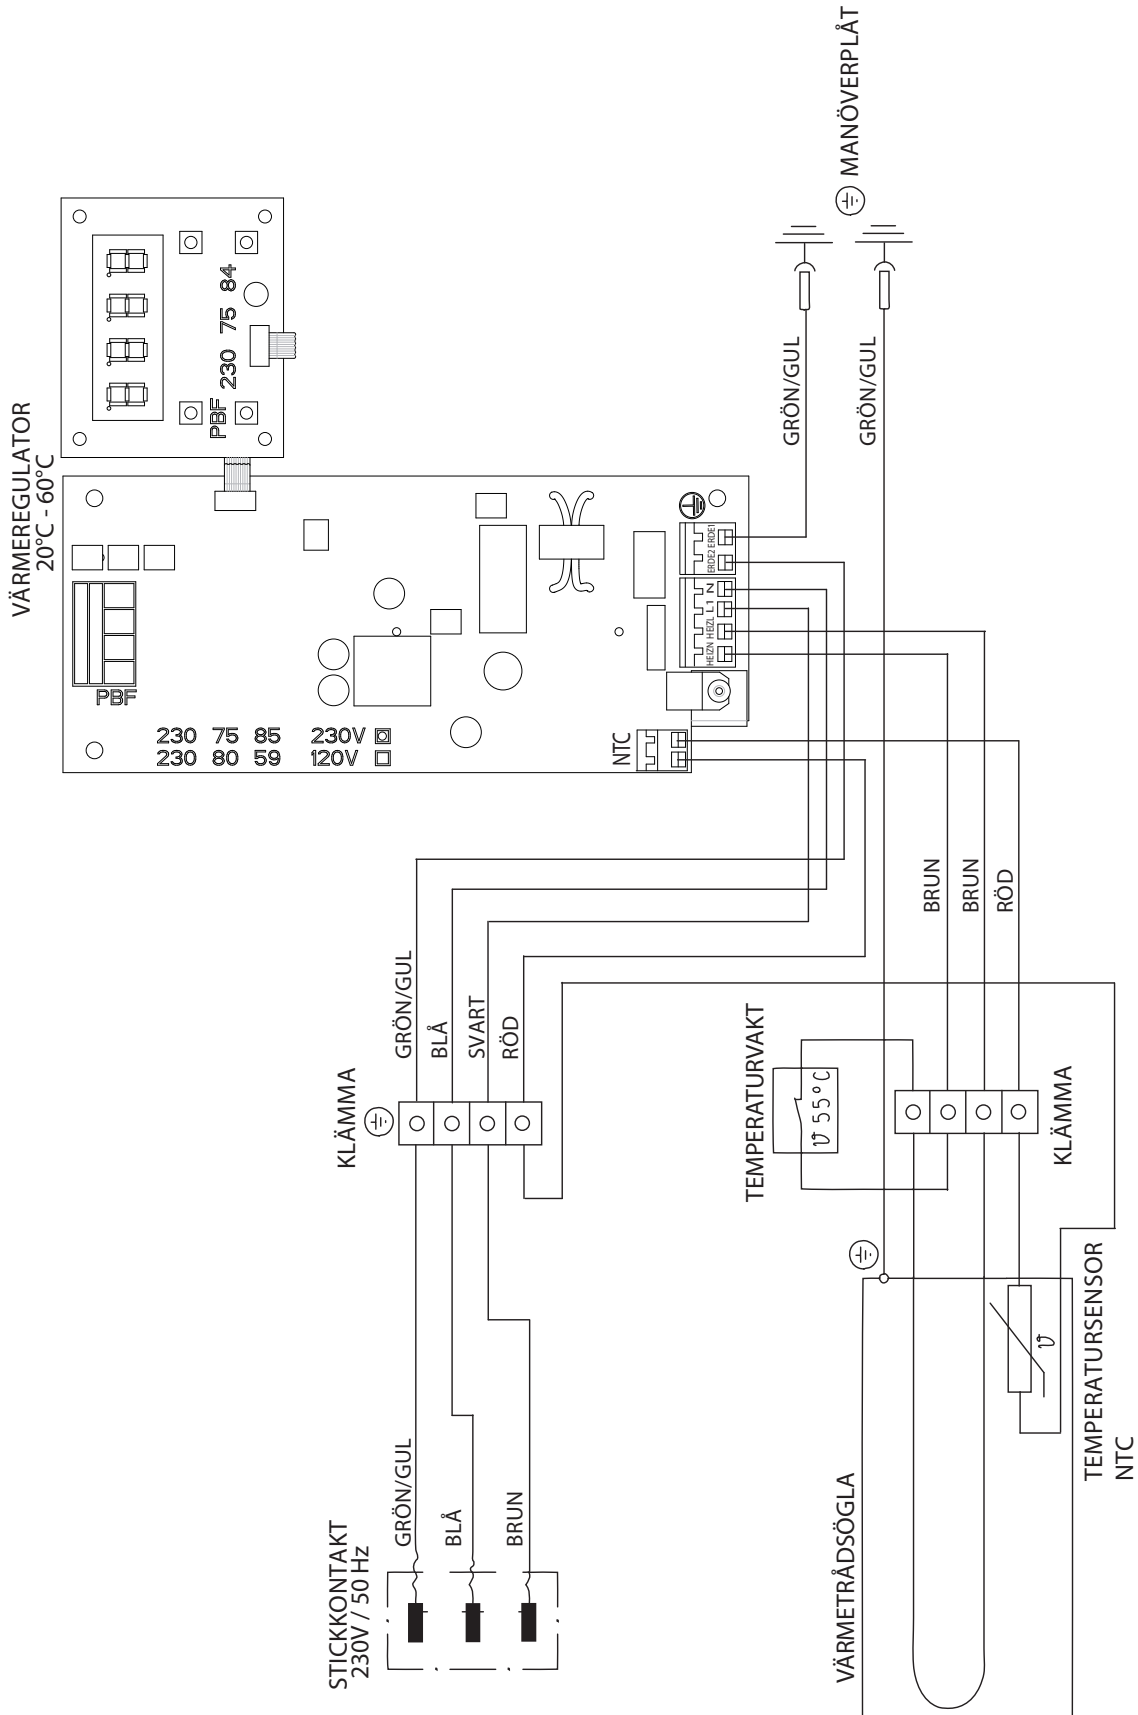 VÄRMEREGULATOR
20°C - 60°C
PBF 230 75 84
PBF
230 75 85 230V
230 80 59 120V
NTC
HEIZN HEIZL L1 N
ERDE2 ERDE1
MANÖVERPLÅT
GRÖN/GUL
GRÖN/GUL
KLÄMMA
GRÖN/GUL
BLÅ
SVART
RÖD
BRUN
BRUN
RÖD
TEMPERATURVAKT
ϑ 55°C
KLÄMMA
STICKKONTAKT
230V / 50 Hz
GRÖN/GUL
BLÅ
BRUN
VÄRMETRÅDSÖGLA
ϑ
TEMPERATURSENSOR
NTC